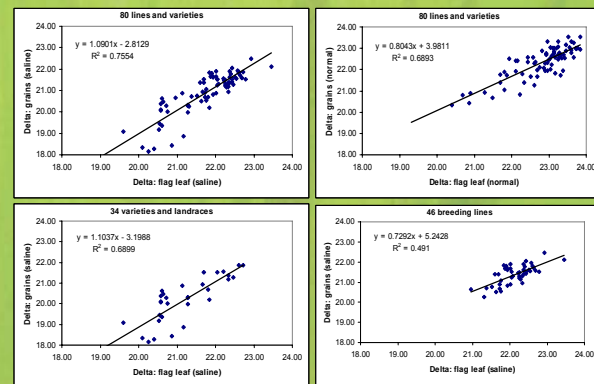 80 lines and varieties
y = 1.0901x - 2.8129
R² = 0.7554
Delta: grains (saline)
24.00
23.00
22.00
21.00
20.00
19.00
18.00
18.00 19.00 20.00 21.00 22.00 23.00 24.00
Delta: flag leaf (saline)
80 lines and varieties
y = 0.8043x + 3.9811
R² = 0.6893
Delta: grains (normal)
24.00
23.00
22.00
21.00
20.00
19.00
18.00
18.00 19.00 20.00 21.00 22.00 23.00 24.00
Delta: flag leaf (normal)
34 varieties and landraces
y = 1.1037x - 3.1988
R² = 0.6899
Delta: grains (saline)
24.00
23.00
22.00
21.00
20.00
19.00
18.00
18.00 19.00 20.00 21.00 22.00 23.00 24.00
Delta: flag leaf (saline)
46 breeding lines
y = 0.7292x + 5.2428
R² = 0.491
Delta: grains (saline)
24.00
23.00
22.00
21.00
20.00
19.00
18.00
18.00 19.00 20.00 21.00 22.00 23.00 24.00
Delta: flag leaf (saline)